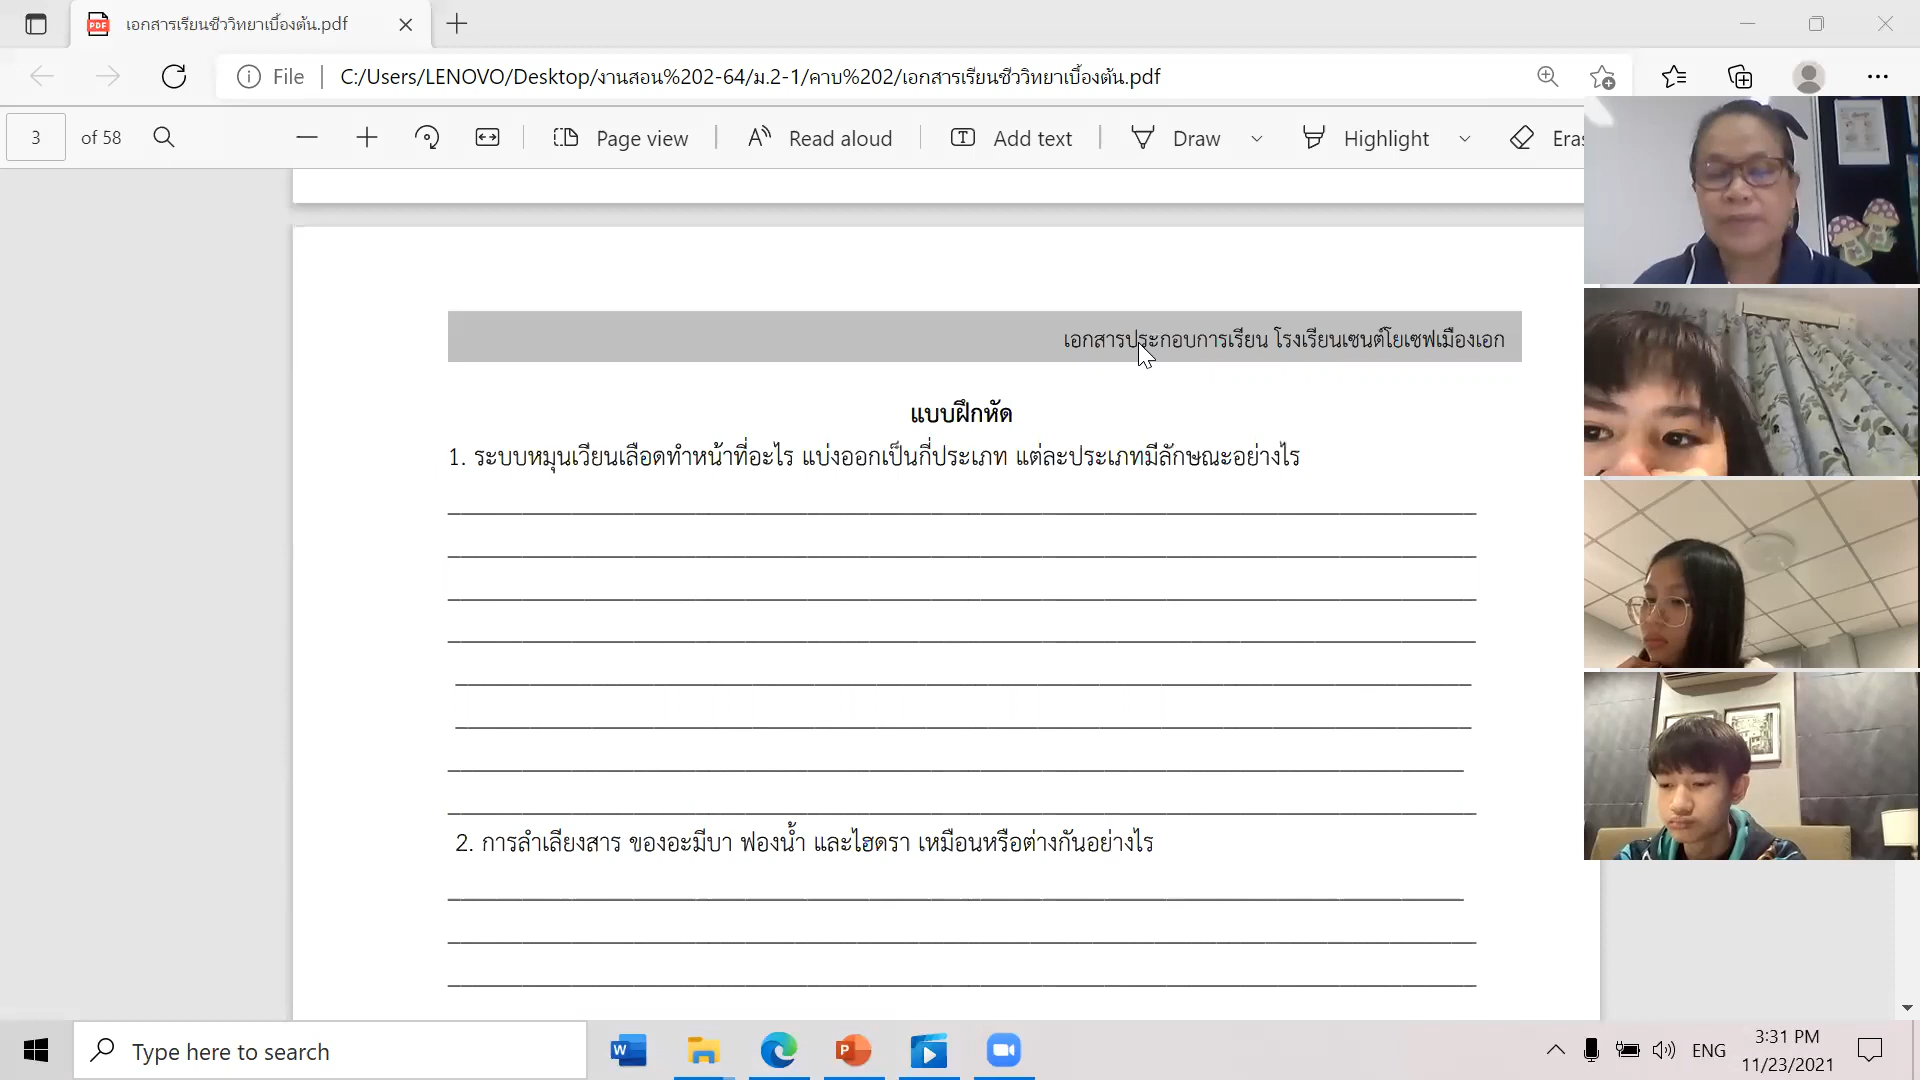 เอกสารเรียนชีววิทยาเบื้องต้น.pdf
File
C:/Users/LENOVO/Desktop/งานสอน%202-64/ม.2-1/คาบ%202/เอกสารเรียนชีววิทยาเบื้องต้น.pdf
3 of 58 Page view Read aloud Add text Draw Highlight Eras
เอกสารประกอบการเรียน โรงเรียนเซนต์โยเซฟเมืองเอก
แบบฝึกหัด
1. ระบบหมุนเวียนเลือดทำหน้าที่อะไร แบ่งออกเป็นกี่ประเภท แต่ละประเภทมีลักษณะอย่างไร
2. การลำเลียงสาร ของอะมีบา ฟองน้ำ และไฮดรา เหมือนหรือต่างกันอย่างไร
Type here to search
ENG
3:31 PM
11/23/2021